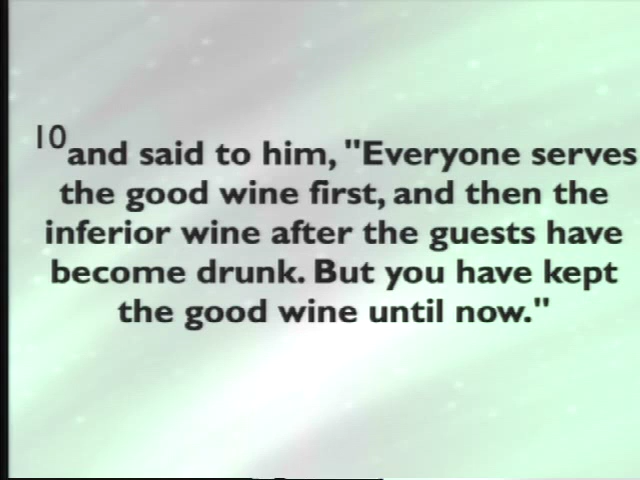 10and said to him, "Everyone serves
the good wine first, and then the
inferior wine after the guests have
become drunk. But you have kept
the good wine until now."